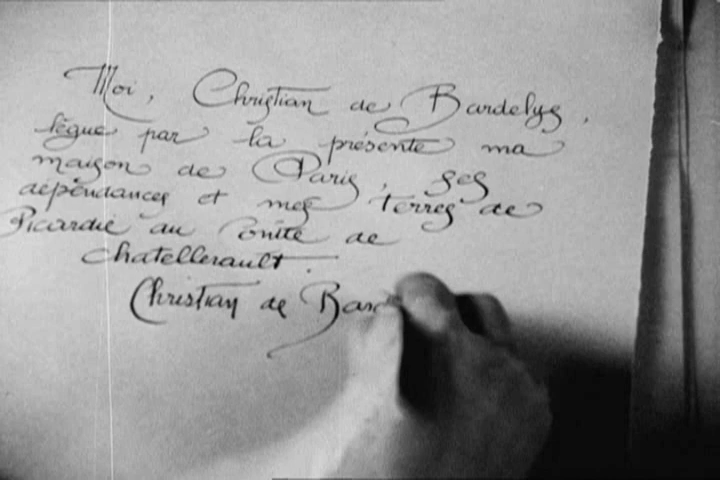 Moi, Christian de Bardelys,
lègue par la présente ma
maison de Paris, ses
dépendances et mes terres de
Picardie au Comte de
Chatellerault.
Christian de Bard